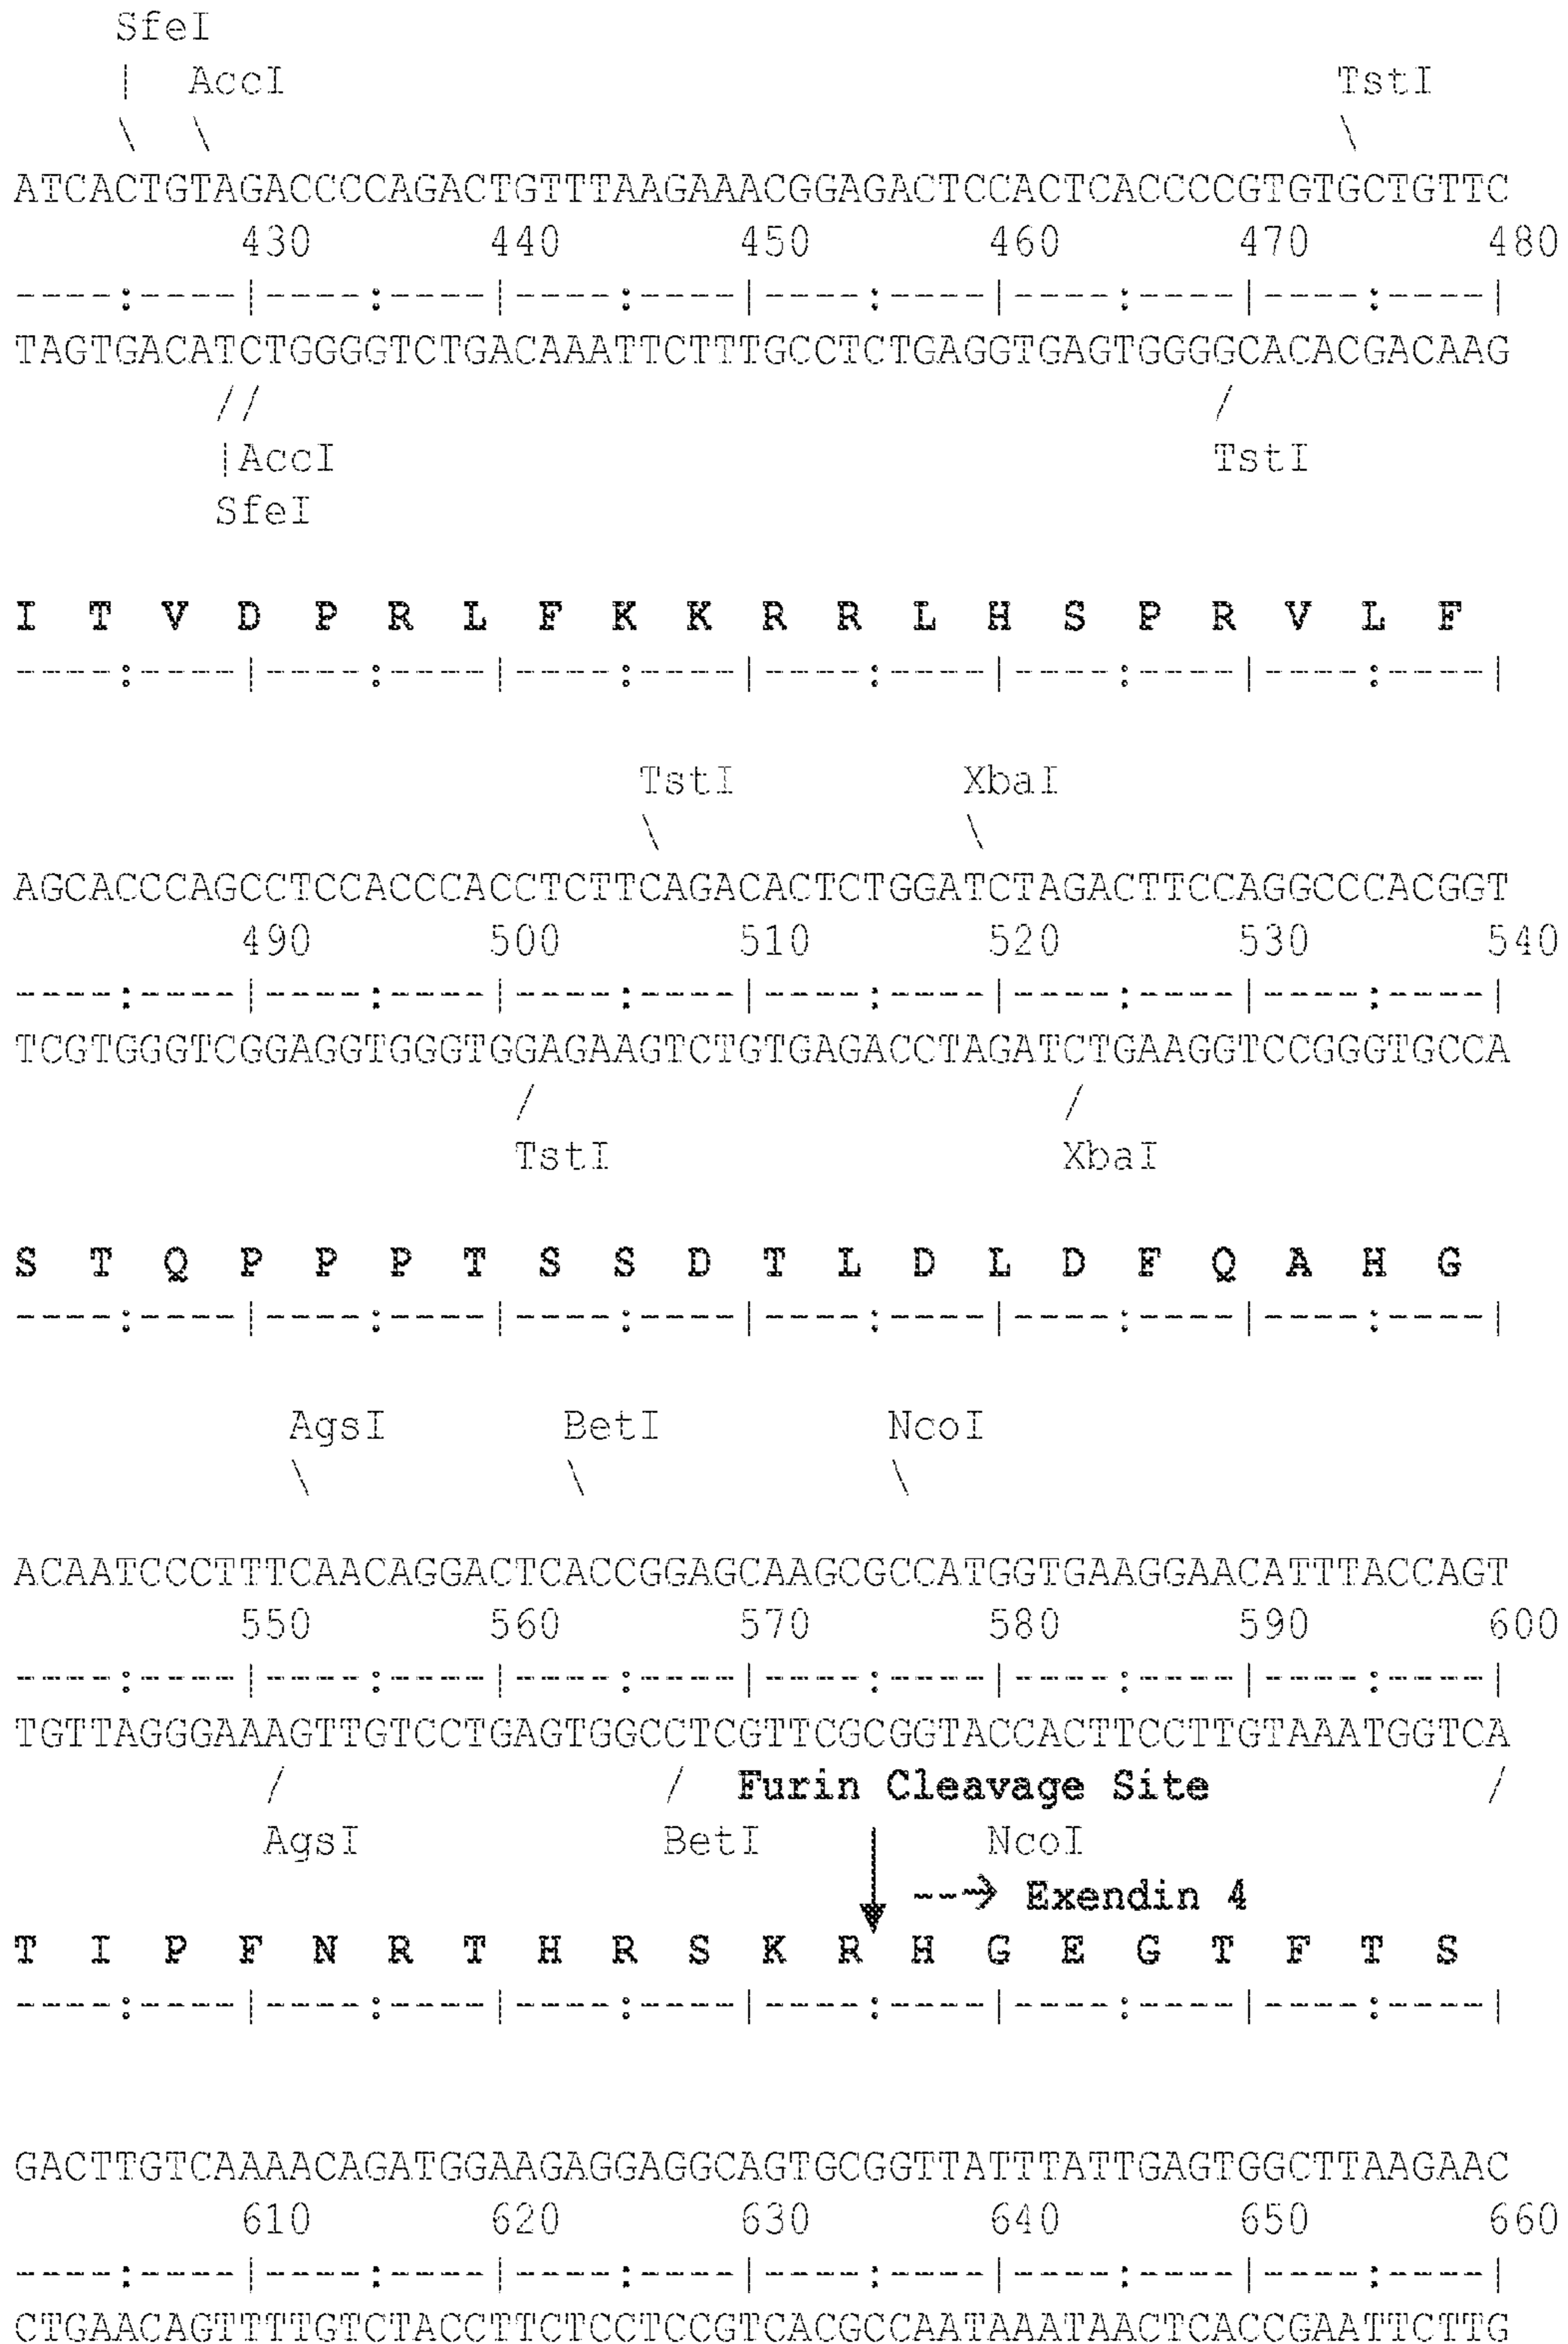 SfeI
| AccI TstI
\ \ \
ATCACTGTAGACCCCAGACTGTTTAAGAAACGGAGACTCCACTCACCCCGTGTGCTGTTC
430 440 450 460 470 480
----:----|----:----|----:----|----:----|----:----|----:----|
TAGTGACATCTGGGGTCTGACAAATTCTTTGCCTCTGAGGTGAGTGGGGCACACGACAAG
// /
|AccI TstI
SfeI
I T V D P R L F K K R R L H S P R V L F
----:----|----:----|----:----|----:----|----:----|----:----|
TstI XbaI
\ \
AGCACCCAGCCTCCACCCACCTCTTCAGACACTCTGGATCTAGACTTCCAGGCCCACGGT
490 500 510 520 530 540
----:----|----:----|----:----|----:----|----:----|----:----|
TCGTGGGTCGGAGGTGGGTGGAGAAGTCTGTGAGACCTAGATCTGAAGGTCCGGGTGCCA
/ /
TstI XbaI
S T Q P P P T S S D T L D L D F Q A H G
----:----|----:----|----:----|----:----|----:----|----:----|
AgsI BetI NcoI
\ \ \
ACAATCCCTTTCAACAGGACTCACCGGAGCAAGCGCCATGGTGAAGGAACATTTACCAGT
550 560 570 580 590 600
----:----|----:----|----:----|----:----|----:----|----:----|
TGTTAGGGAAAGTTGTCCTGAGTGGCCTCGTTCGCGGTACCACTTCCTTGTAAATGGTCA
/ / Furin Cleavage Site /
AgsI BetI NcoI
--→ Exendin 4
T I P F N R T H R S K R H G E G T F T S
----:----|----:----|----:----|----:----|----:----|----:----|
GACTTGTCAAAACAGATGGAAGAGGAGGCAGTGCGGTTATTTATTGAGTGGCTTAAGAAC
610 620 630 640 650 660
----:----|----:----|----:----|----:----|----:----|----:----|
CTGAACAGTTTTGTCTACCTTCTCCTCCGTCACGCCAATAAATAACTCACCGAATTCTTG